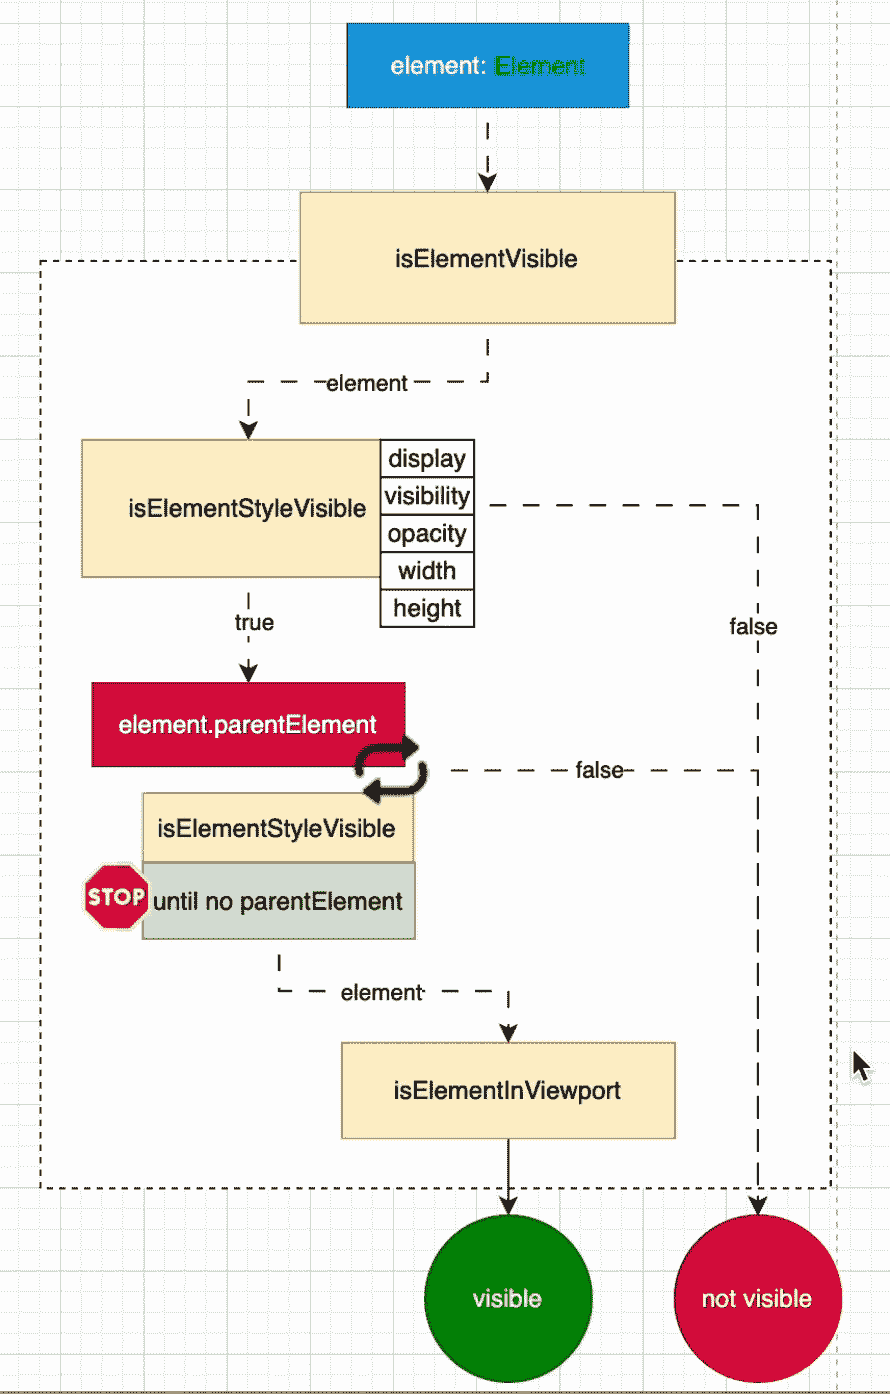 element: Element
isElementVisible
element
isElementStyleVisible
display
visibility
opacity
width
height
true
false
element.parentElement
false
isElementStyleVisible
STOP
until no parentElement
element
isElementInViewport
visible
not visible